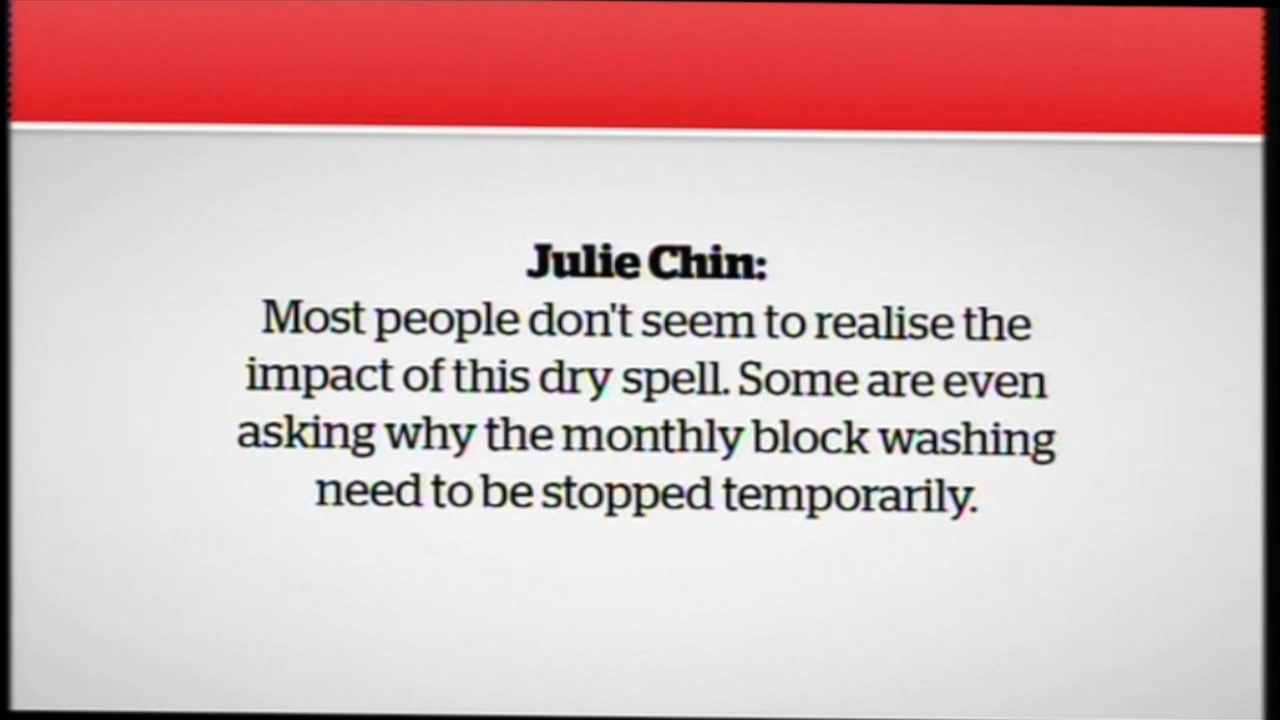 Julie Chin:
Most people don't seem to realise the
impact of this dry spell. Some are even
asking why the monthly block washing
need to be stopped temporarily.